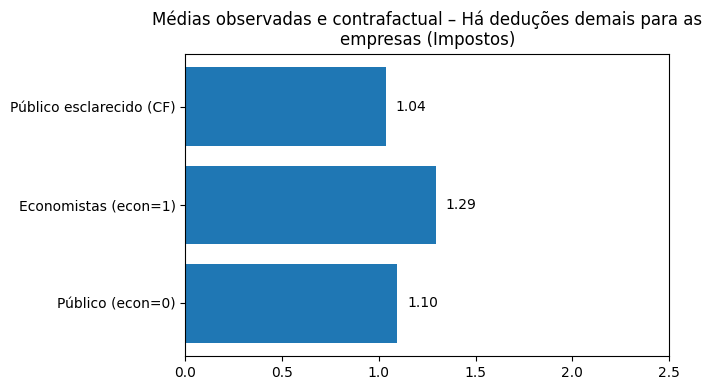 Médias observadas e contrafactual – Há deduções demais para as
empresas (Impostos)
Público esclarecido (CF)
1.04
Economistas (econ=1)
1.29
Público (econ=0)
1.10
0.0 0.5 1.0 1.5 2.0 2.5